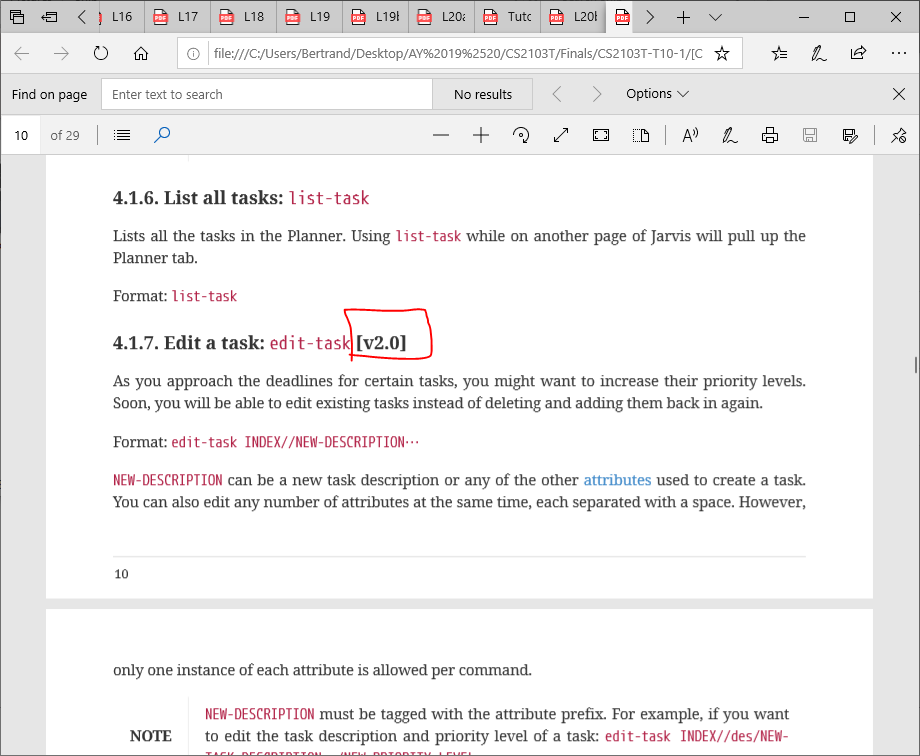 L16 L17 L18 L19 L19b L20a Tuto L20b
file:///C:/Users/Bertrand/Desktop/AY%2019%2520/CS2103T/Finals/CS2103T-T10-1/[C
Find on page Enter text to search No results Options
10 of 29
4.1.6. List all tasks: list-task
Lists all the tasks in the Planner. Using list-task while on another page of Jarvis will pull up the
Planner tab.
Format: list-task
4.1.7. Edit a task: edit-task [v2.0]
As you approach the deadlines for certain tasks, you might want to increase their priority levels.
Soon, you will be able to edit existing tasks instead of deleting and adding them back in again.
Format: edit-task INDEX//NEW-DESCRIPTION⋯
NEW-DESCRIPTION can be a new task description or any of the other attributes used to create a task.
You can also edit any number of attributes at the same time, each separated with a space. However,
10
only one instance of each attribute is allowed per command.
NEW-DESCRIPTION must be tagged with the attribute prefix. For example, if you want
NOTE to edit the task description and priority level of a task: edit-task INDEX//des/NEW-